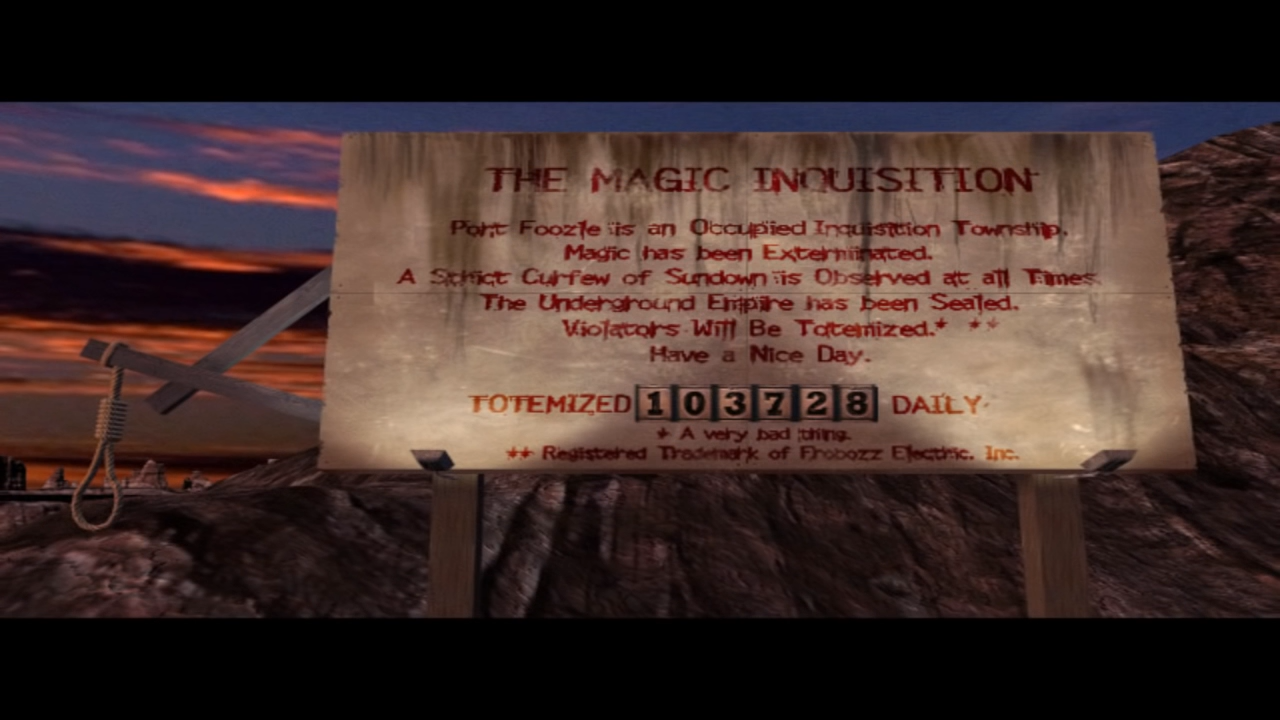 THE MAGIC INQUISITION
Port Foozle is an Occupied Inquisition Township.
Magic has been Exterminated.
A Strict Curfew of Sundown is Observed at all Times.
The Underground Empire has been Sealed.
Violators Will Be Totemized.* **
Have a Nice Day.
TOTEMIZED 103728 DAILY
* A very bad thing.
** Registered Trademark of Frobozz Electric, Inc.